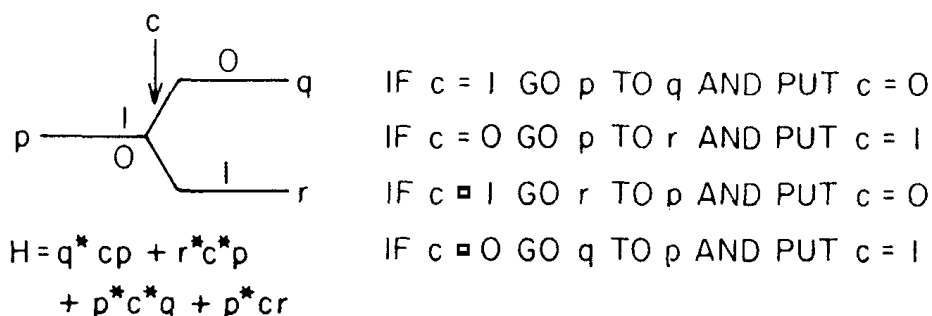 c
O
q
p
I
O
I
r
IF c = I GO p TO q AND PUT c = O
IF c = O GO p TO r AND PUT c = I
IF c = I GO r TO p AND PUT c = O
IF c = O GO q TO p AND PUT c = I
H = q* cp + r*c*p
+ p*c*q + p*cr